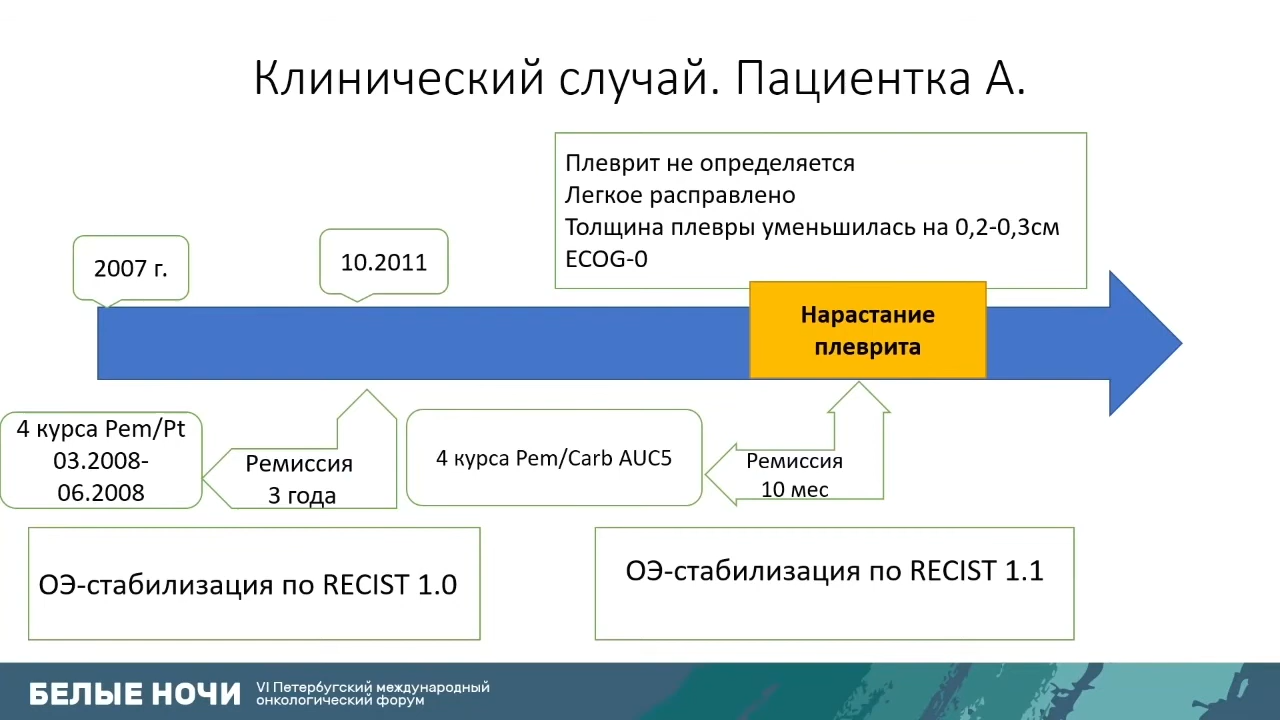 Клинический случай. Пациентка А.
Плеврит не определяется
Легкое расправлено
Толщина плевры уменьшилась на 0,2-0,3см
ECOG-0
2007 г.
10.2011
Нарастание
плеврита
4 курса Pem/Pt
03.2008-
06.2008
Ремиссия
3 года
4 курса Pem/Carb AUC5
Ремиссия
10 мес
ОЭ-стабилизация по RECIST 1.0
ОЭ-стабилизация по RECIST 1.1
БЕЛЫЕ НОЧИ
VI Петербургский международный
онкологический форум